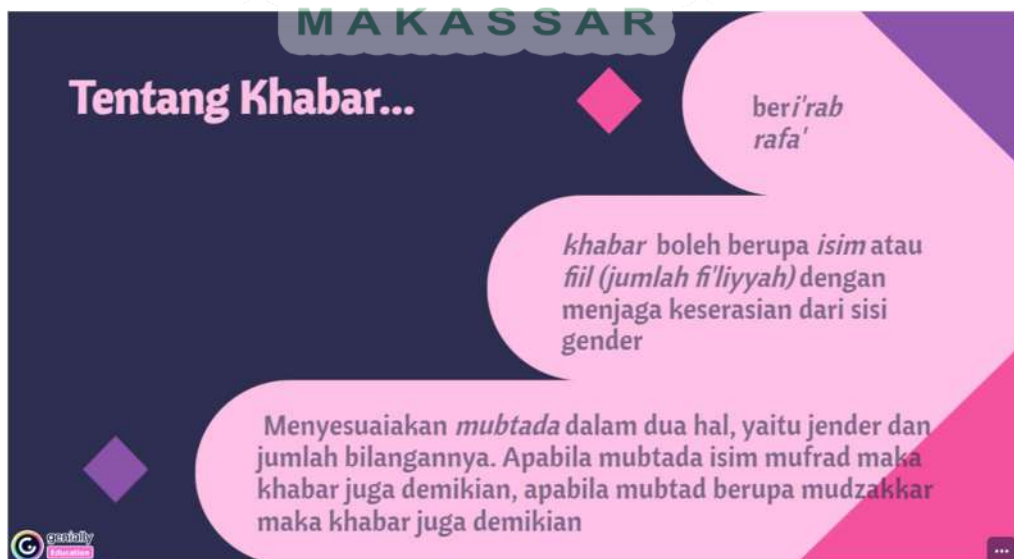 MAKASSAR
Tentang Khabar...
beri'rab
rafa'
khabar boleh berupa isim atau
fiil (jumlah fi'liyyah) dengan
menjaga keserasian dari sisi
gender
Menyesuaiakan mubtada dalam dua hal, yaitu jender dan
jumlah bilangannya. Apabila mubtada isim mufrad maka
khabar juga demikian, apabila mubtad berupa mudzakkar
maka khabar juga demikian
genially
Education